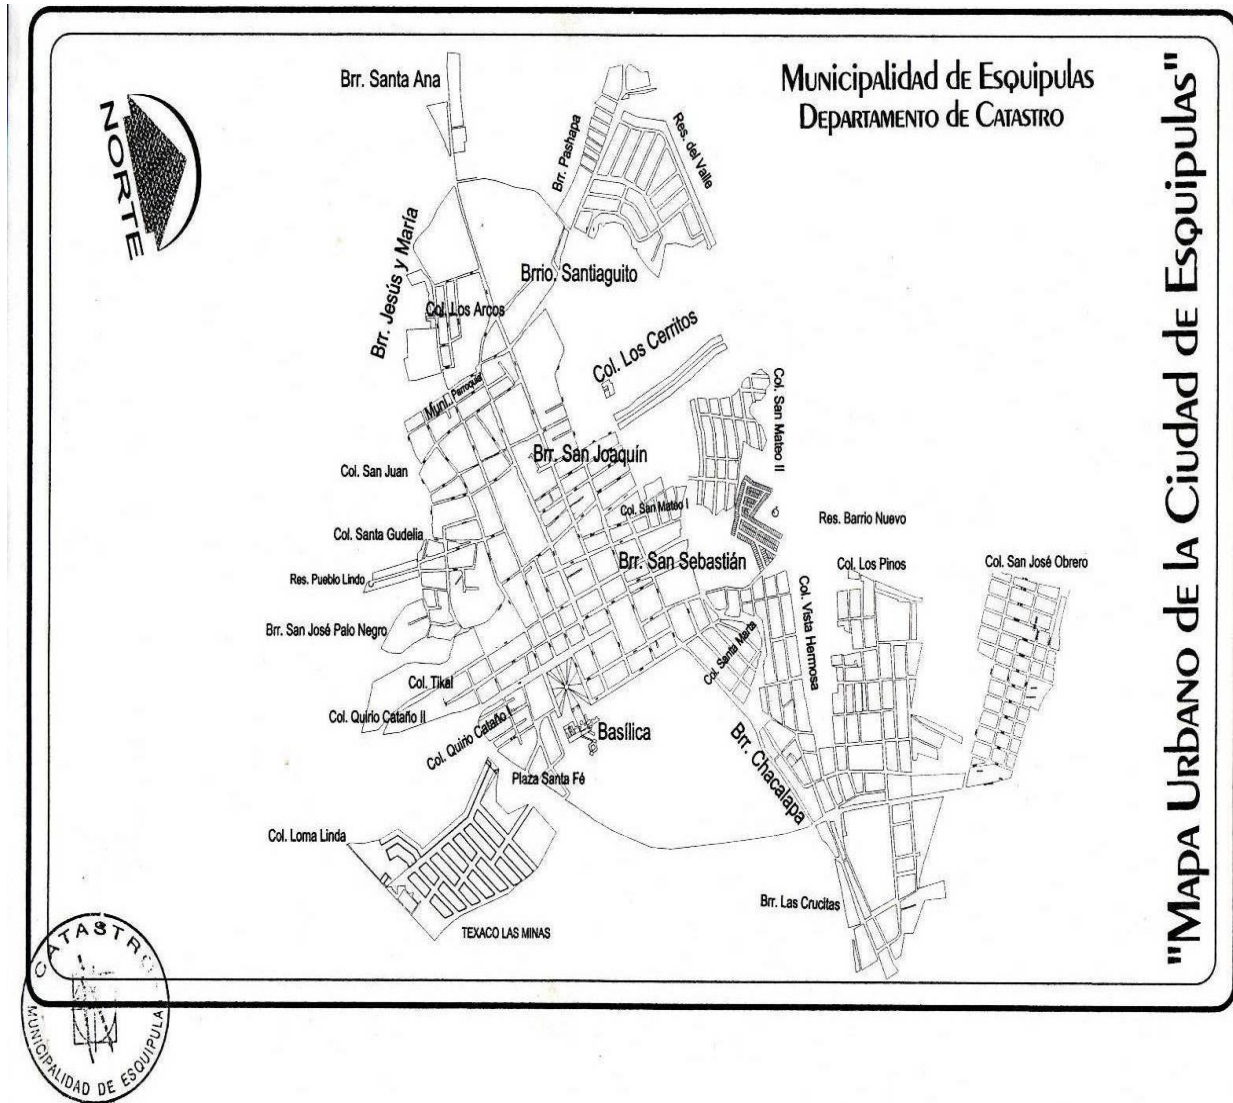 Municipalidad de Esquipulas
Departamento de Catastro
"Mapa Urbano de la Ciudad de Esquipulas"
NORTE
Brr. Santa Ana
Brr. Pashapa
Res. del Valle
Brr. Jesús y María
Brrio. Santiaguito
Col. Los Arcos
Col. Los Cerritos
Muni.
Parroquia
Col. San Mateo II
Brr. San Joaquín
Col. San Juan
Col. San Mateo I
Res. Barrio Nuevo
Col. Santa Gudelia
Brr. San Sebastián
Col. Los Pinos
Col. San José Obrero
Res. Pueblo Lindo
Col. Vista Hermosa
Brr. San José Palo Negro
Col. Santa Marta
Col. Tikal
Col. Quirio Cataño II
Col. Quirio Cataño I
Basílica
Brr. Chacalapa
Plaza Santa Fé
Col. Loma Linda
Brr. Las Crucitas
TEXACO LAS MINAS
CATASTRO
MUNICIPALIDAD DE ESQUIPULA